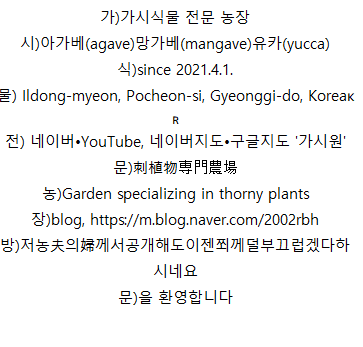 가)가시식물 전문 농장
시)아가베(agave)망가베(mangave)유카(yucca)
식)since 2021.4.1.
물) Ildong-myeon, Pocheon-si, Gyeonggi-do, Koreaᴋ
ʀ
전) 네이버•YouTube, 네이버지도•구글지도 '가시원'
문)刺植物専門農場
농)Garden specializing in thorny plants
장)blog, https://m.blog.naver.com/2002rbh
방)저농夫의婦께서공개해도이젠쬐께덜부끄럽겠다하
시네요
문)을 환영합니다